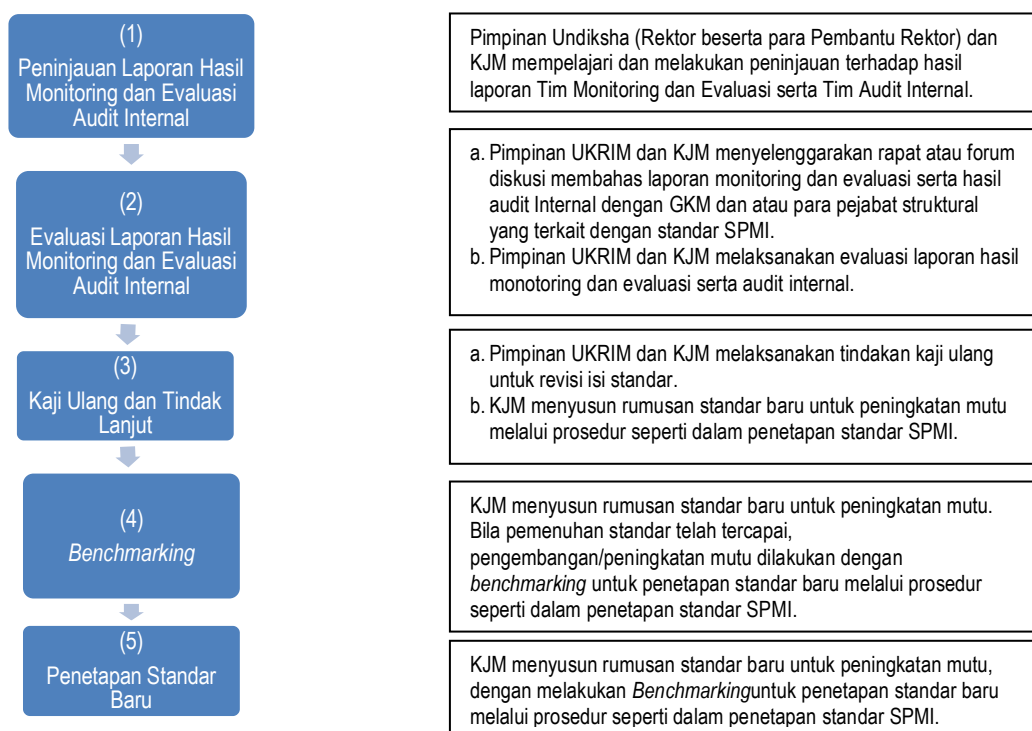 (1)
Peninjauan Laporan Hasil
Monitoring dan Evaluasi
Audit Internal
Pimpinan Undiksha (Rektor beserta para Pembantu Rektor) dan
KJM mempelajari dan melakukan peninjauan terhadap hasil
laporan Tim Monitoring dan Evaluasi serta Tim Audit Internal.
(2)
Evaluasi Laporan Hasil
Monitoring dan Evaluasi
Audit Internal
a. Pimpinan UKRIM dan KJM menyelenggarakan rapat atau forum
diskusi membahas laporan monitoring dan evaluasi serta hasil
audit Internal dengan GKM dan atau para pejabat struktural
yang terkait dengan standar SPMI.
b. Pimpinan UKRIM dan KJM melaksanakan evaluasi laporan hasil
monotoring dan evaluasi serta audit internal.
(3)
Kaji Ulang dan Tindak
Lanjut
a. Pimpinan UKRIM dan KJM melaksanakan tindakan kaji ulang
untuk revisi isi standar.
b. KJM menyusun rumusan standar baru untuk peningkatan mutu
melalui prosedur seperti dalam penetapan standar SPMI.
(4)
Benchmarking
KJM menyusun rumusan standar baru untuk peningkatan mutu.
Bila pemenuhan standar telah tercapai,
pengembangan/peningkatan mutu dilakukan dengan
benchmarking untuk penetapan standar baru melalui prosedur
seperti dalam penetapan standar SPMI.
(5)
Penetapan Standar
Baru
KJM menyusun rumusan standar baru untuk peningkatan mutu,
dengan melakukan Benchmarkinguntuk penetapan standar baru
melalui prosedur seperti dalam penetapan standar SPMI.